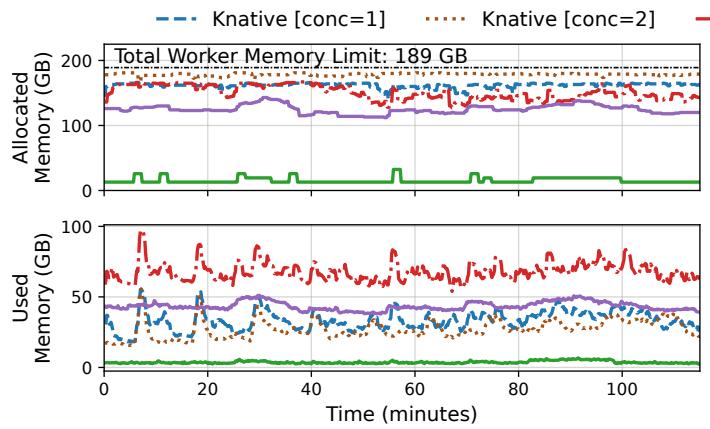 Knative [conc=1] Knative [conc=2]
Total Worker Memory Limit: 189 GB
Allocated
Memory (GB)
200
100
0
Used
Memory (GB)
100
50
0
0 20 40 60 80 100
Time (minutes)